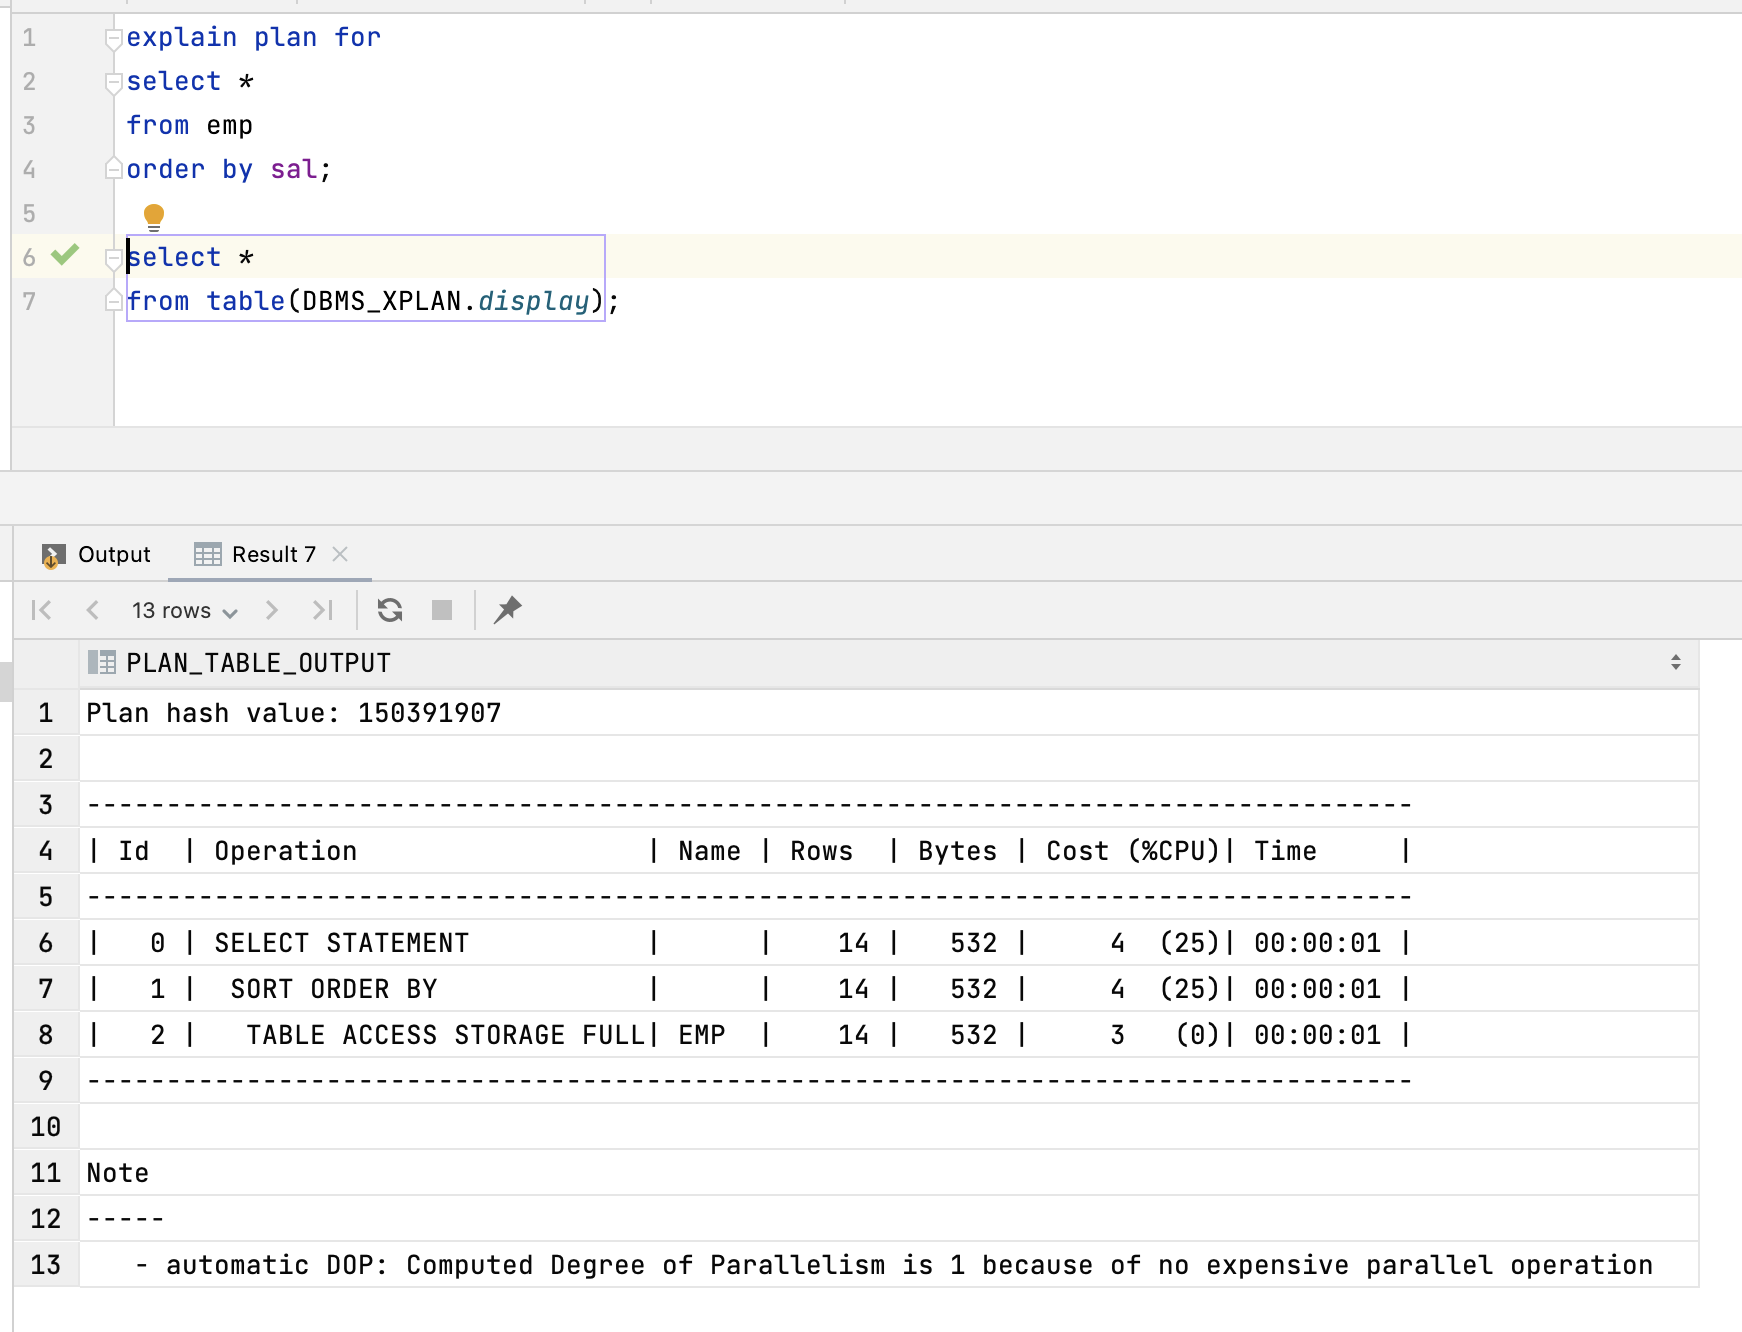 1 explain plan for
2 select *
3 from emp
4 order by sal;
5
6 select *
7 from table(DBMS_XPLAN.display);
Output Result 7
13 rows
PLAN_TABLE_OUTPUT
1 Plan hash value: 150391907
2
3 -----------------------------------------------------------------------------------
4 | Id  | Operation                  | Name | Rows  | Bytes | Cost (%CPU)| Time     |
5 -----------------------------------------------------------------------------------
6 |   0 | SELECT STATEMENT           |      |    14 |   532 |     4  (25)| 00:00:01 |
7 |   1 |  SORT ORDER BY             |      |    14 |   532 |     4  (25)| 00:00:01 |
8 |   2 |   TABLE ACCESS STORAGE FULL| EMP  |    14 |   532 |     3   (0)| 00:00:01 |
9 -----------------------------------------------------------------------------------
10
11 Note
12 -----
13    - automatic DOP: Computed Degree of Parallelism is 1 because of no expensive parallel operation